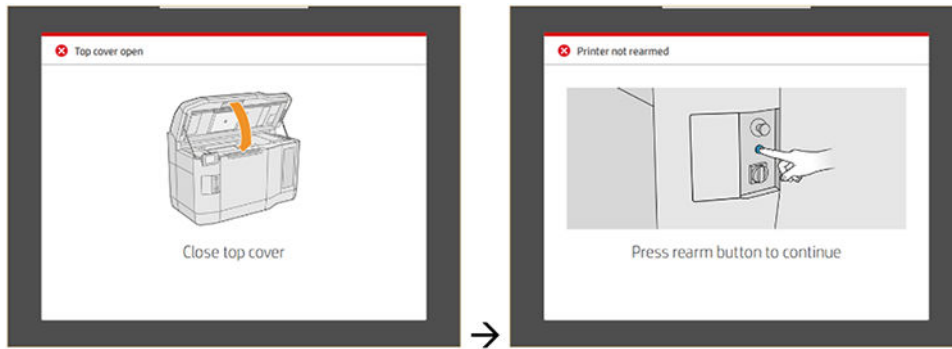 Top cover open
Close top cover
→
Printer not rearmed
Press rearm button to continue